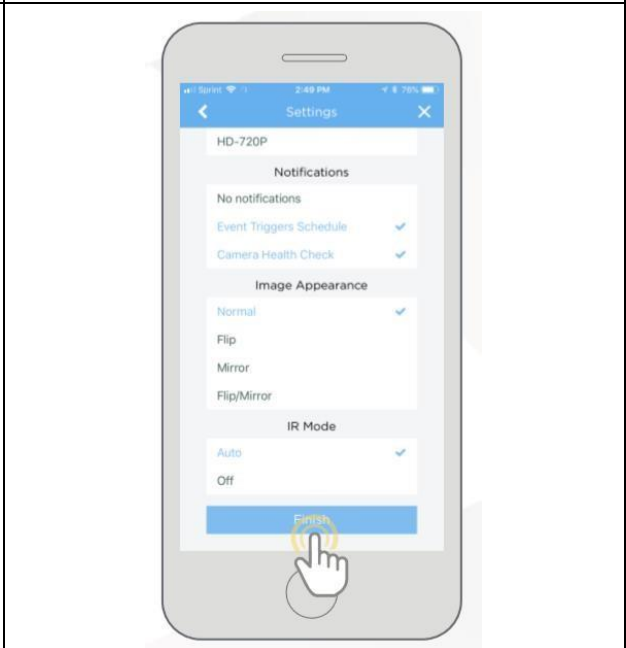 Sprint 2:49 PM 76%
Settings
HD-720P
Notifications
No notifications
Event Triggers Schedule
Camera Health Check
Image Appearance
Normal
Flip
Mirror
Flip/Mirror
IR Mode
Auto
Off
Finish